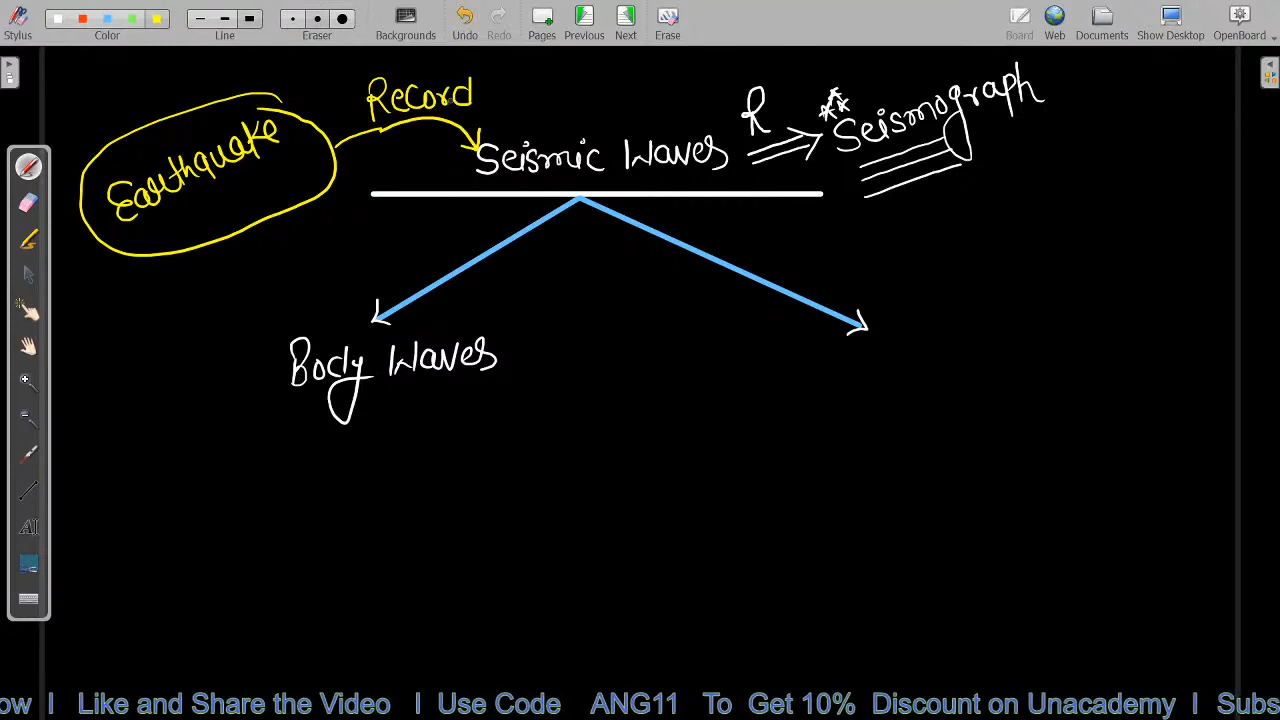 Stylus Color Line Eraser Backgrounds Undo Redo Pages Previous Next Erase Board Web Documents Show Desktop OpenBoard
Record
Earthquake
Seismic Waves R ** Seismograph
Body Waves
AI
ow I Like and Share the Video I Use Code ANG11 To Get 10% Discount on Unacademy I Subs